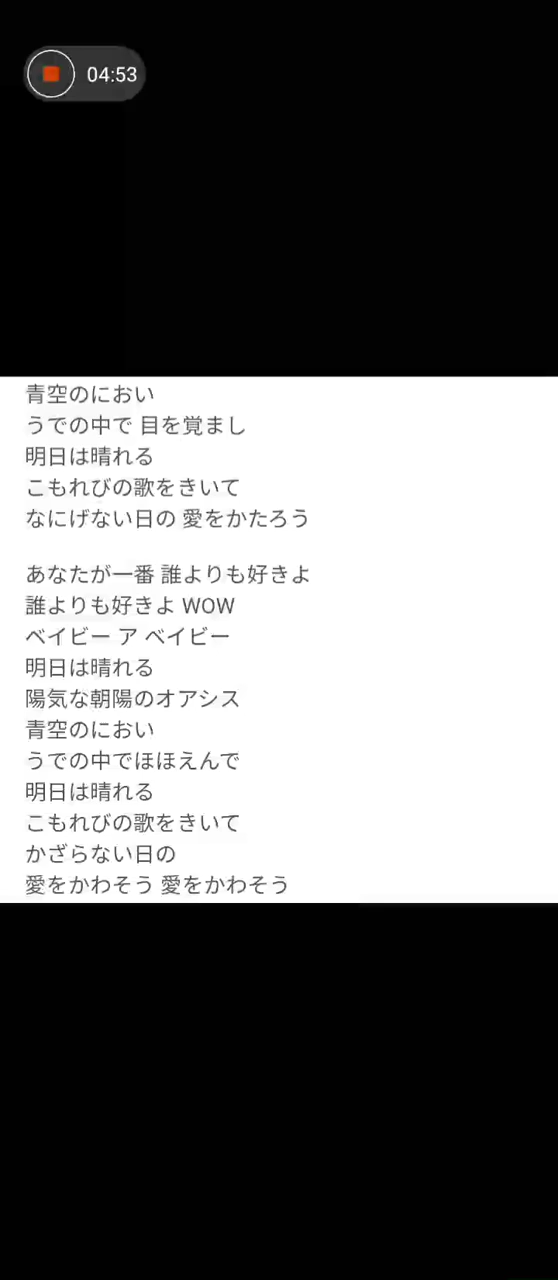 04:53
青空のにおい
うでの中で 目を覚まし
明日は晴れる
こもれびの歌をきいて
なにげない日の 愛をかたろう
あなたが一番 誰よりも好きよ
誰よりも好きよ WOW
ベイビー ア ベイビー
明日は晴れる
陽気な朝陽のオアシス
青空のにおい
うでの中でほほえんで
明日は晴れる
こもれびの歌をきいて
かざらない日の
愛をかわそう 愛をかわそう